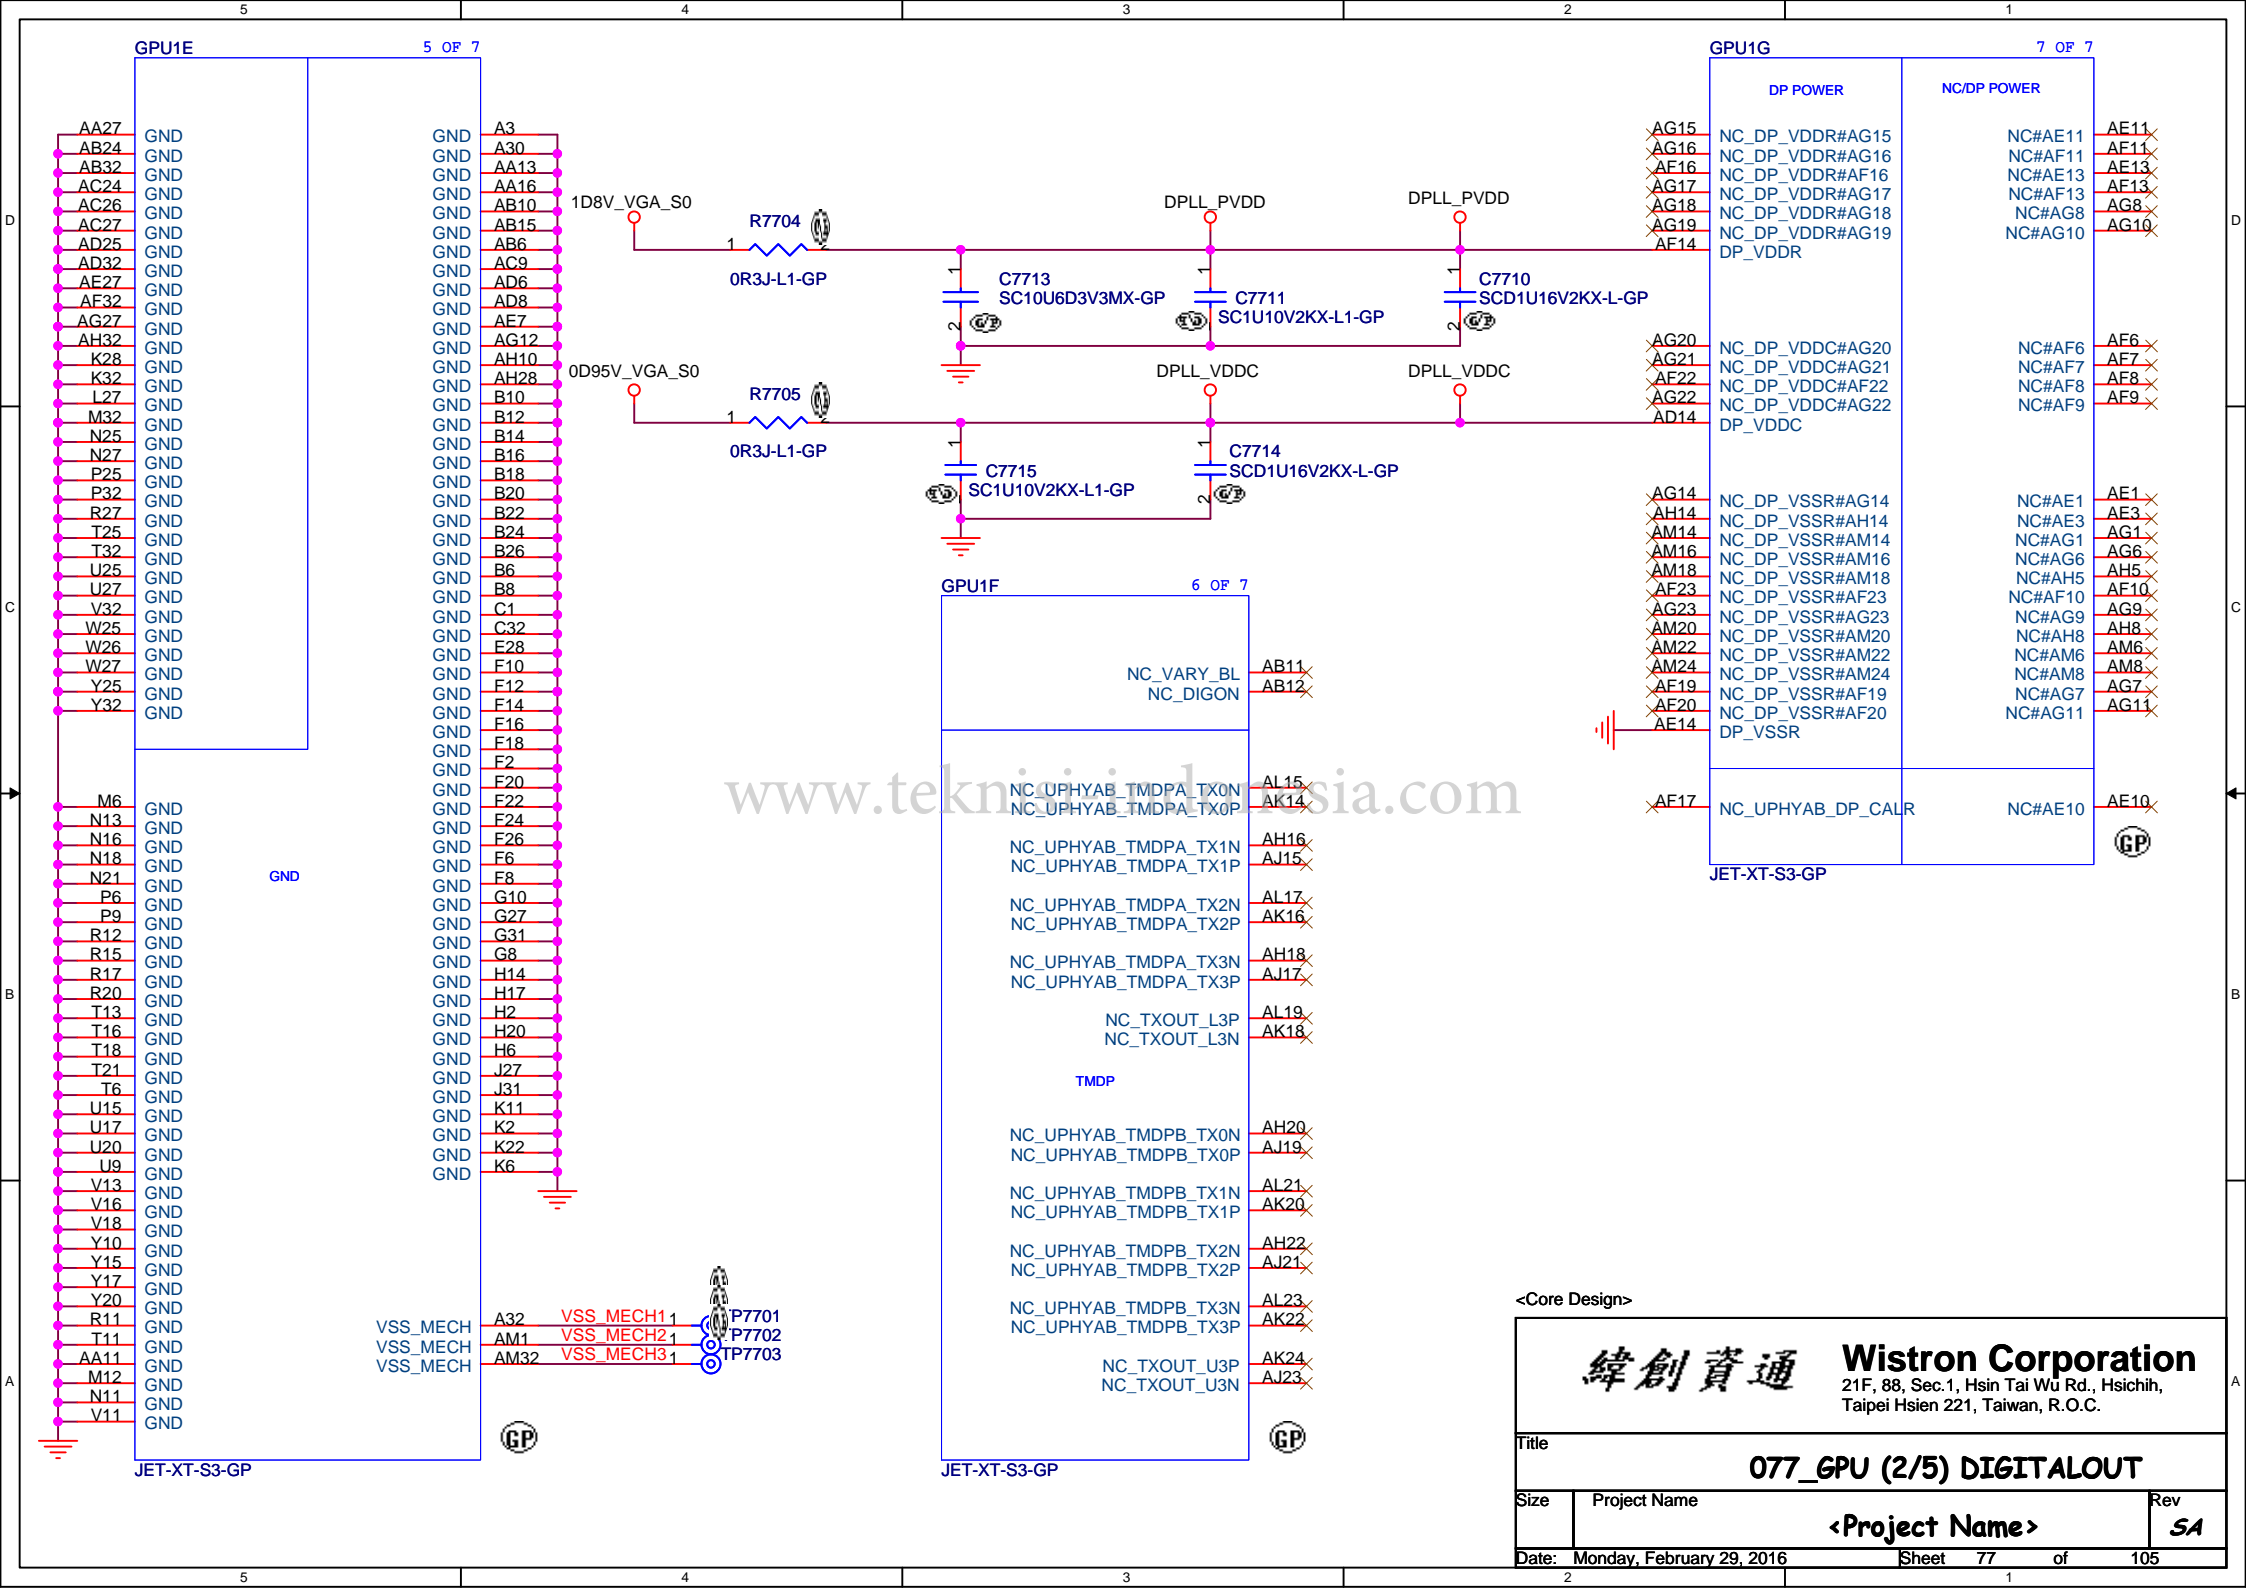 5 4 3 2 1
D
C
B
A
GPU1E 5 OF 7
AA27 GND
AB24 GND
AB32 GND
AC24 GND
AC26 GND
AC27 GND
AD25 GND
AD32 GND
AE27 GND
AF32 GND
AG27 GND
AH32 GND
K28 GND
K32 GND
L27 GND
M32 GND
N25 GND
N27 GND
P25 GND
P32 GND
R27 GND
T25 GND
T32 GND
U25 GND
U27 GND
V32 GND
W25 GND
W26 GND
W27 GND
Y25 GND
Y32 GND
M6 GND
N13 GND
N16 GND
N18 GND
N21 GND
P6 GND
P9 GND
R12 GND
R15 GND
R17 GND
R20 GND
T13 GND
T16 GND
T18 GND
T21 GND
T6 GND
U15 GND
U17 GND
U20 GND
U9 GND
V13 GND
V16 GND
V18 GND
Y10 GND
Y15 GND
Y17 GND
Y20 GND
R11 GND
T11 GND
AA11 GND
M12 GND
N11 GND
V11 GND
GND
GND A3
GND A30
GND AA13
GND AA16
GND AB10
GND AB15
GND AB6
GND AC9
GND AD6
GND AD8
GND AE7
GND AG12
GND AH10
GND AH28
GND B10
GND B12
GND B14
GND B16
GND B18
GND B20
GND B22
GND B24
GND B26
GND B6
GND B8
GND C1
GND C32
GND E28
GND F10
GND F12
GND F14
GND F16
GND F18
GND F2
GND F20
GND F22
GND F24
GND F26
GND F6
GND F8
GND G10
GND G27
GND G31
GND G8
GND H14
GND H17
GND H2
GND H20
GND H6
GND J27
GND J31
GND K11
GND K2
GND K22
GND K6
VSS_MECH A32 VSS_MECH1 1 TP7701
VSS_MECH AM1 VSS_MECH2 1 TP7702
VSS_MECH AM32 VSS_MECH3 1 TP7703
GP
JET-XT-S3-GP
1D8V_VGA_S0
R7704
1 2
0R3J-L1-GP
DPLL_PVDD
DPLL_PVDD
1 C7713
SC10U6D3V3MX-GP
2
1 C7711
SC1U10V2KX-L1-GP
1 C7710
SCD1U16V2KX-L-GP
2
0D95V_VGA_S0
R7705
1 2
0R3J-L1-GP
DPLL_VDDC
DPLL_VDDC
1 C7715
SC1U10V2KX-L1-GP
1 C7714
SCD1U16V2KX-L-GP
2
GPU1F 6 OF 7
NC_VARY_BL AB11
NC_DIGON AB12
NC_UPHYAB_TMDPA_TX0N AL15
NC_UPHYAB_TMDPA_TX0P AK14
NC_UPHYAB_TMDPA_TX1N AH16
NC_UPHYAB_TMDPA_TX1P AJ15
NC_UPHYAB_TMDPA_TX2N AL17
NC_UPHYAB_TMDPA_TX2P AK16
NC_UPHYAB_TMDPA_TX3N AH18
NC_UPHYAB_TMDPA_TX3P AJ17
NC_TXOUT_L3P AL19
NC_TXOUT_L3N AK18
TMDP
NC_UPHYAB_TMDPB_TX0N AH20
NC_UPHYAB_TMDPB_TX0P AJ19
NC_UPHYAB_TMDPB_TX1N AL21
NC_UPHYAB_TMDPB_TX1P AK20
NC_UPHYAB_TMDPB_TX2N AH22
NC_UPHYAB_TMDPB_TX2P AJ21
NC_UPHYAB_TMDPB_TX3N AL23
NC_UPHYAB_TMDPB_TX3P AK22
NC_TXOUT_U3P AK24
NC_TXOUT_U3N AJ23
GP
JET-XT-S3-GP
www.teknisi-indonesia.com
GPU1G 7 OF 7
DP POWER NC/DP POWER
AG15 NC_DP_VDDR#AG15 NC#AE11 AE11
AG16 NC_DP_VDDR#AG16 NC#AF11 AF11
AF16 NC_DP_VDDR#AF16 NC#AE13 AE13
AG17 NC_DP_VDDR#AG17 NC#AF13 AF13
AG18 NC_DP_VDDR#AG18 NC#AG8 AG8
AG19 NC_DP_VDDR#AG19 NC#AG10 AG10
AF14 DP_VDDR
AG20 NC_DP_VDDC#AG20 NC#AF6 AF6
AG21 NC_DP_VDDC#AG21 NC#AF7 AF7
AF22 NC_DP_VDDC#AF22 NC#AF8 AF8
AG22 NC_DP_VDDC#AG22 NC#AF9 AF9
AD14 DP_VDDC
AG14 NC_DP_VSSR#AG14 NC#AE1 AE1
AH14 NC_DP_VSSR#AH14 NC#AE3 AE3
AM14 NC_DP_VSSR#AM14 NC#AG1 AG1
AM16 NC_DP_VSSR#AM16 NC#AG6 AG6
AM18 NC_DP_VSSR#AM18 NC#AH5 AH5
AF23 NC_DP_VSSR#AF23 NC#AF10 AF10
AG23 NC_DP_VSSR#AG23 NC#AG9 AG9
AM20 NC_DP_VSSR#AM20 NC#AH8 AH8
AM22 NC_DP_VSSR#AM22 NC#AM6 AM6
AM24 NC_DP_VSSR#AM24 NC#AM8 AM8
AF19 NC_DP_VSSR#AF19 NC#AG7 AG7
AF20 NC_DP_VSSR#AF20 NC#AG11 AG11
AE14 DP_VSSR
AF17 NC_UPHYAB_DP_CALR NC#AE10 AE10
GP
JET-XT-S3-GP
<Core Design>
緯創資通
Wistron Corporation
21F, 88, Sec.1, Hsin Tai Wu Rd., Hsichih,
Taipei Hsien 221, Taiwan, R.O.C.
Title
077_GPU (2/5) DIGITALOUT
Size Project Name Rev
<Project Name> SA
Date: Monday, February 29, 2016 Sheet 77 of 105
D
C
B
A
5 4 3 2 1